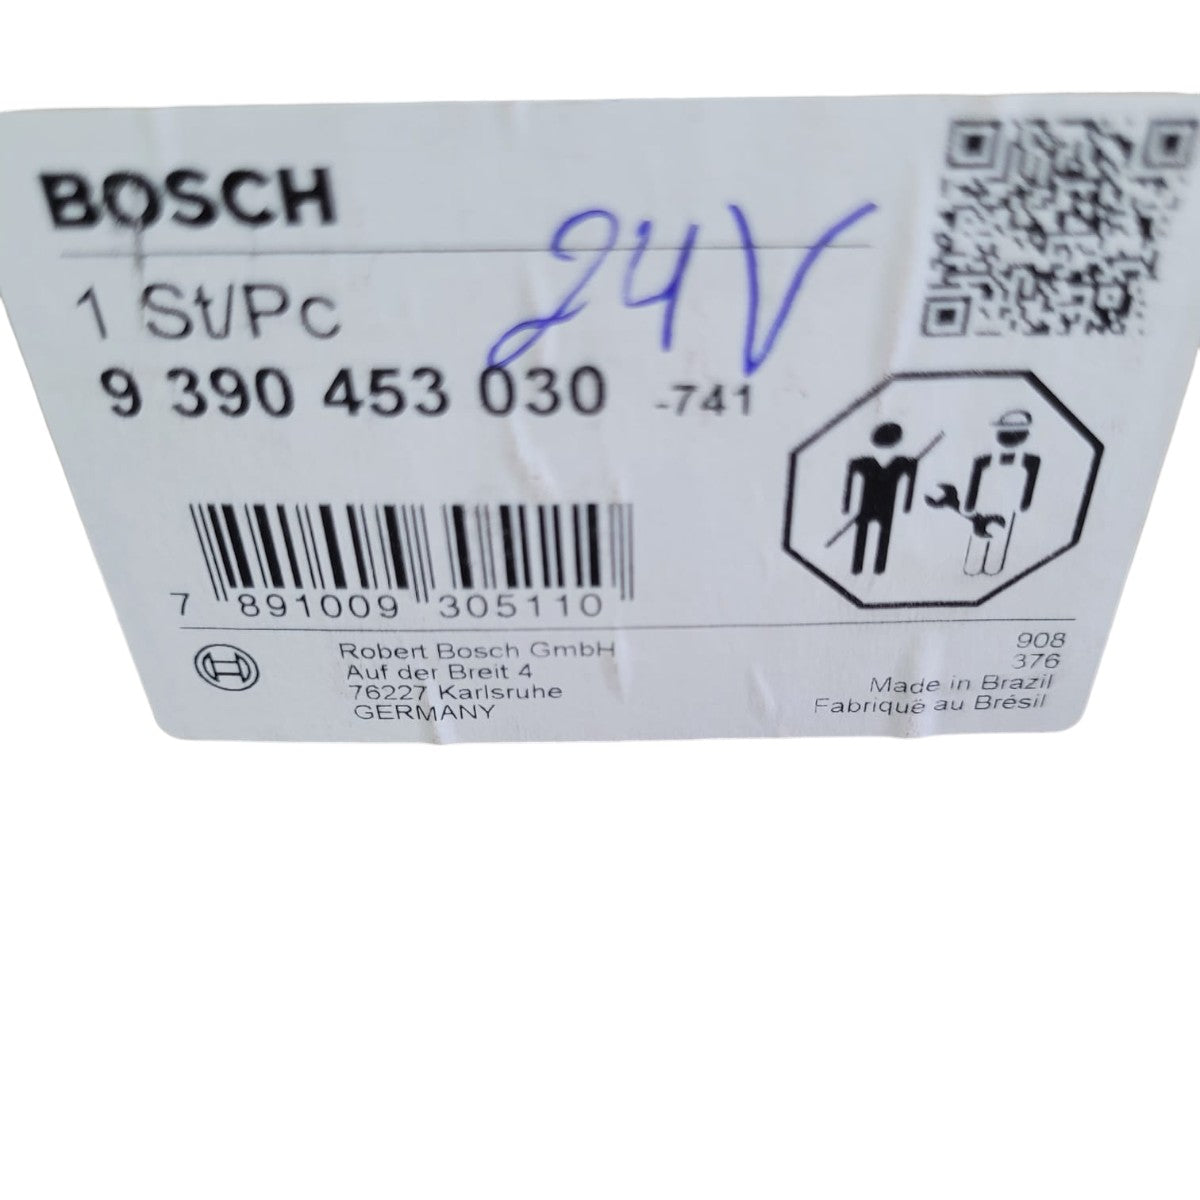 BOSCH
24V
1 St/Pc
9 390 453 030 -741
7 891009 305110
Robert Bosch GmbH
Auf der Breit 4
76227 Karlsruhe
GERMANY
908
376
Made in Brazil
Fabriqué au Brésil